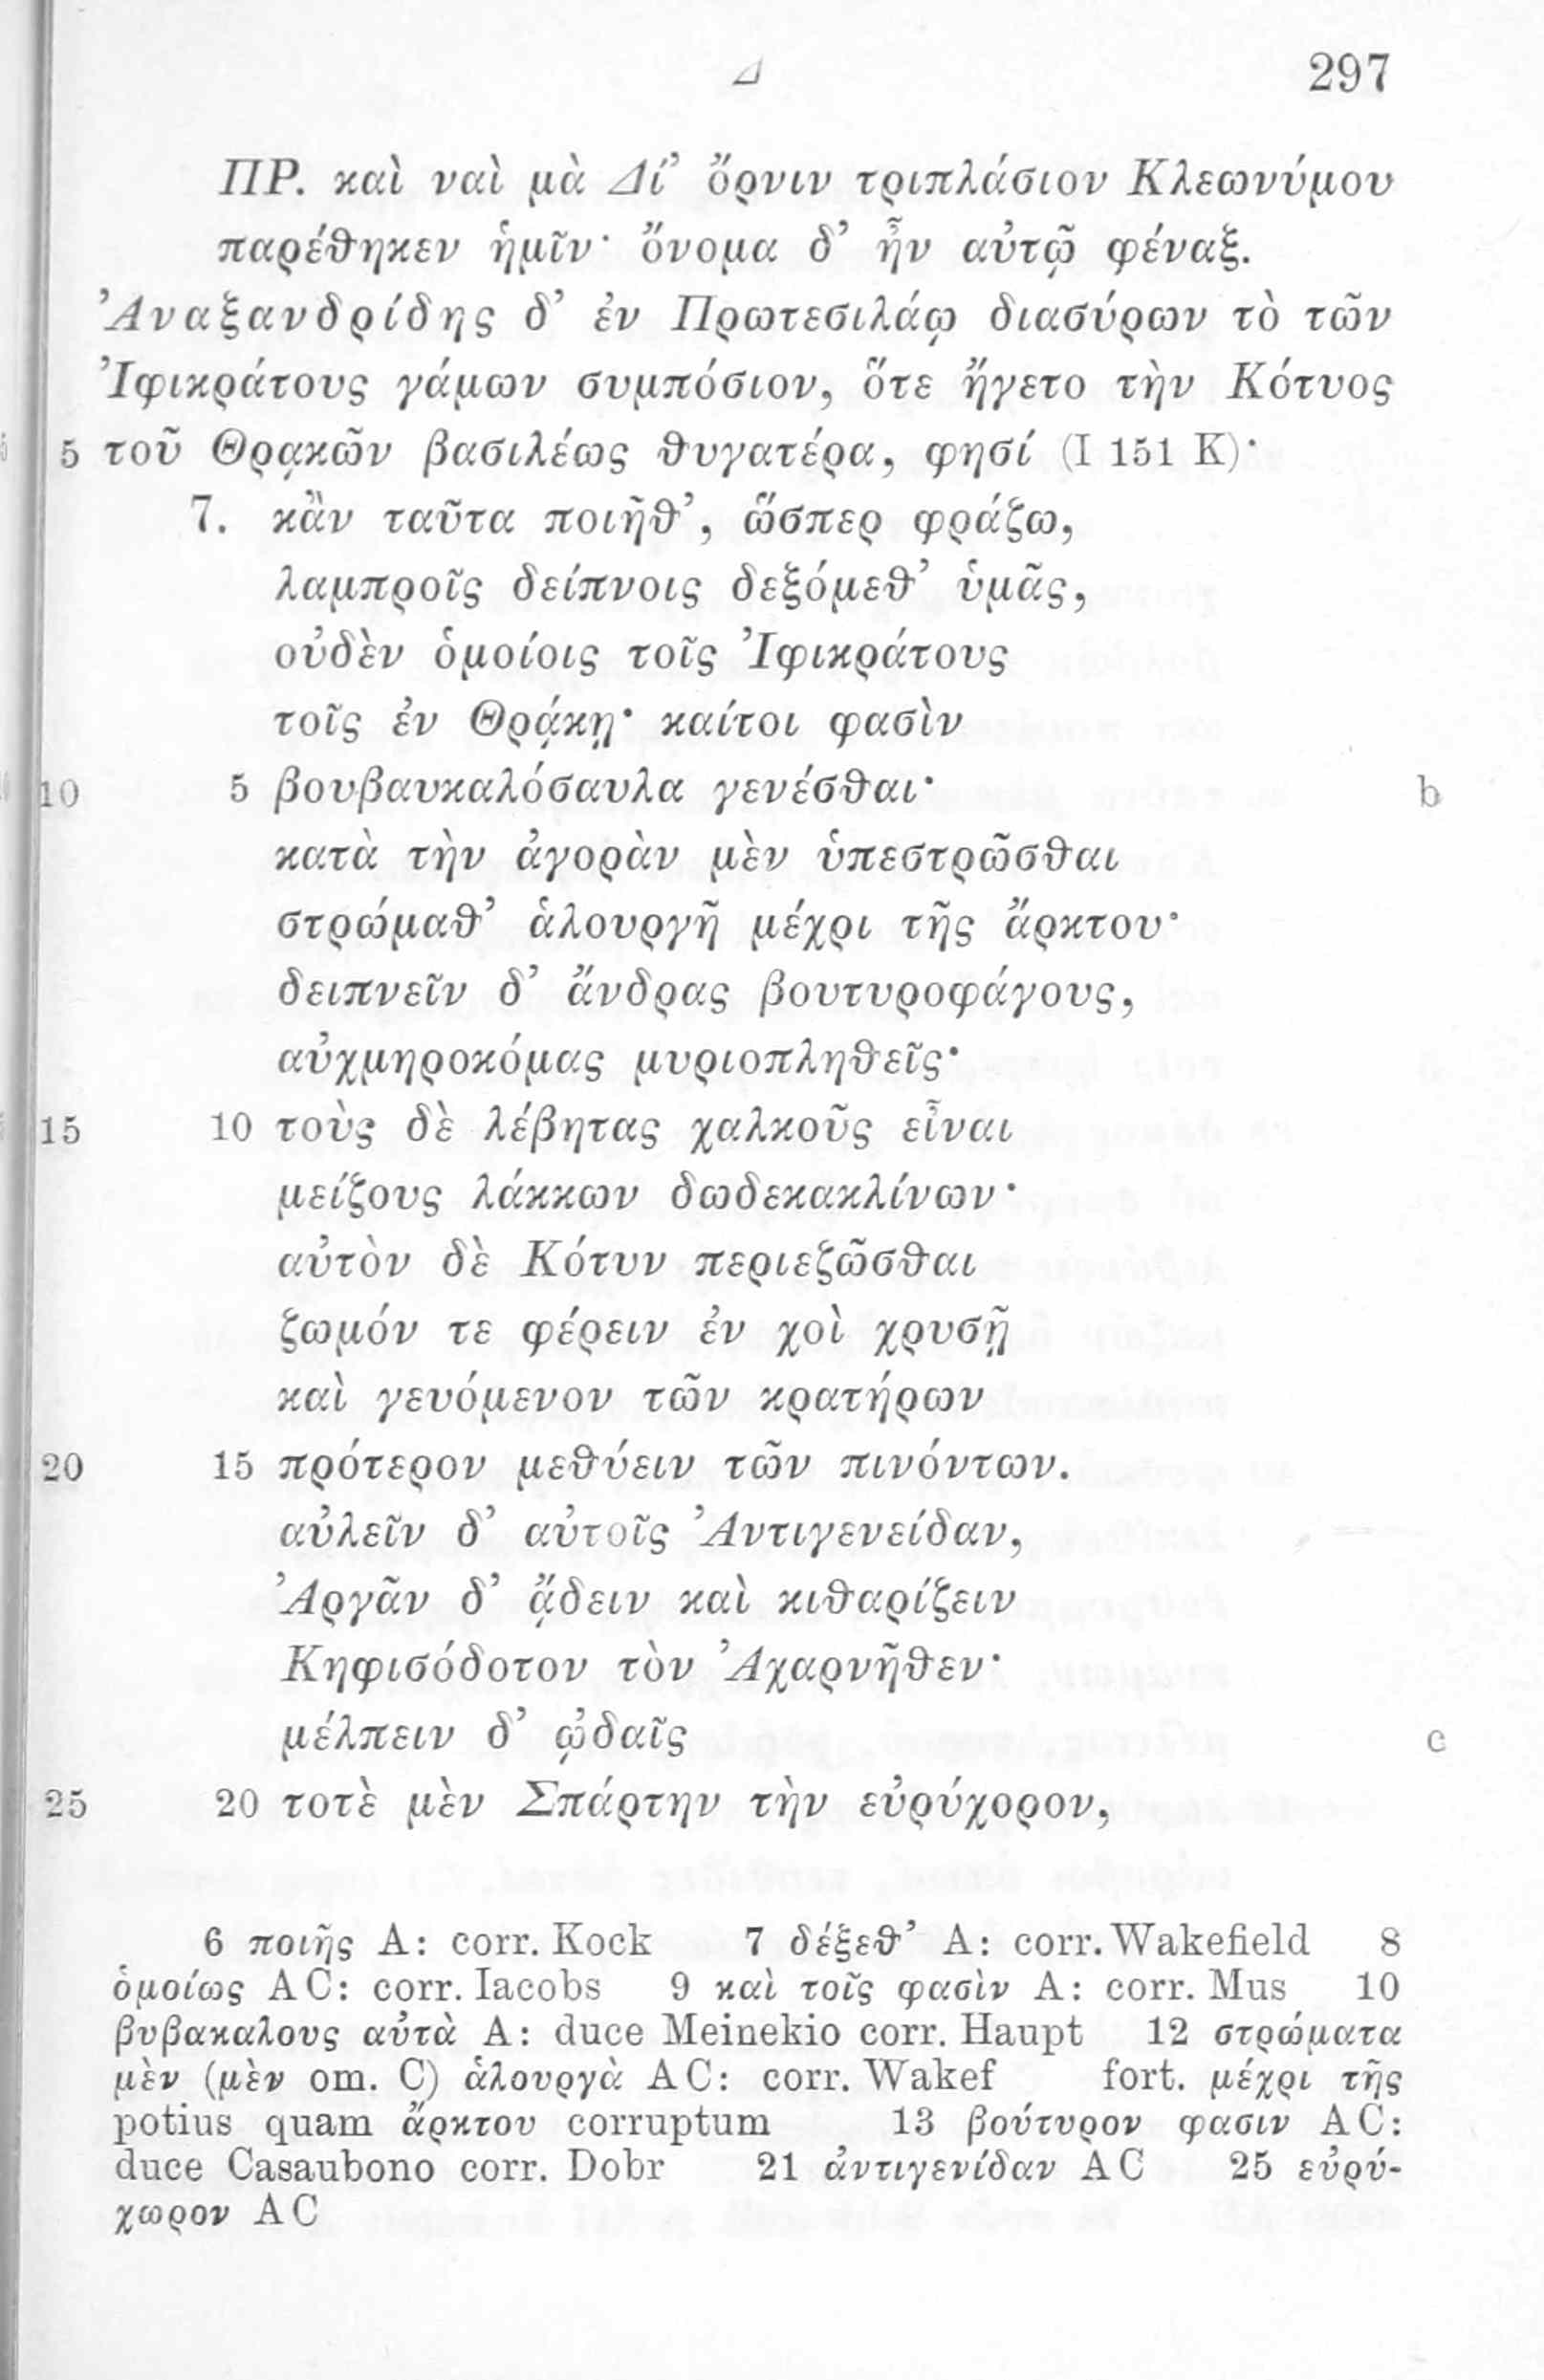 Δ 297
ΠΡ. καὶ ναὶ μὰ Δί’ ὄρνιν τριπλάσιον Κλεωνύμου
παρέθηκεν ἡμῖν· ὄνομα δ’ ἦν αὐτῷ φέναξ.
Ἀναξανδρίδης δ’ ἐν Πρωτεσιλάῳ διασύρων τὸ τῶν
Ἰφικράτους γάμων συμπόσιον, ὅτε ἤγετο τὴν Κότυος
5 τοῦ Θρᾳκῶν βασιλέως θυγατέρα, φησί (I 151 K)·
7. κἂν ταῦτα ποιῆθ’, ὥσπερ φράζω,
λαμπροῖς δείπνοις δεξόμεθ’ ὑμᾶς,
οὐδὲν ὁμοίοις τοῖς Ἰφικράτους
τοῖς ἐν Θρᾴκῃ· καίτοι φασὶν
10 5 βουβαυκαλόσαυλα γενέσθαι· b
κατὰ τὴν ἀγορὰν μὲν ὑπεστρῶσθαι
στρώμαθ’ ἁλουργῆ μέχρι τῆς ἄρκτου·
δειπνεῖν δ’ ἄνδρας βουτυροφάγους,
αὐχμηροκόμας μυριοπληθεῖς·
15 10 τοὺς δὲ λέβητας χαλκοῦς εἶναι
μείζους λάκκων δωδεκακλίνων·
αὐτὸν δὲ Κότυν περιεζῶσθαι
ζωμόν τε φέρειν ἐν χοῒ χρυσῇ
καὶ γευόμενον τῶν κρατήρων
20 15 πρότερον μεθύειν τῶν πινόντων.
αὐλεῖν δ’ αὐτοῖς Ἀντιγενείδαν,
Ἀργᾶν δ’ ᾄδειν καὶ κιθαρίζειν
Κηφισόδοτον τὸν Ἀχαρνῆθεν·
μέλπειν δ’ ᾠδαῖς c
25 20 τοτὲ μὲν Σπάρτην τὴν εὐρύχορον,
6 ποιῇς A: corr. Kock 7 δέξεθ’ A: corr. Wakefield 8
ὁμοίως AC: corr. Iacobs 9 καὶ τοῖς φασὶν A: corr. Mus 10
βυβακαλους αὐτὰ A: duce Meinekio corr. Haupt 12 στρώματα
μὲν (μὲν om. C) ἁλουργὰ AC: corr. Wakef fort. μέχρι τῆς
potius quam ἄρκτου corruptum 13 βούτυρον φασιν AC:
duce Casaubono corr. Dobr 21 ἀντιγενίδαν AC 25 εὐρύ-
χωρον AC